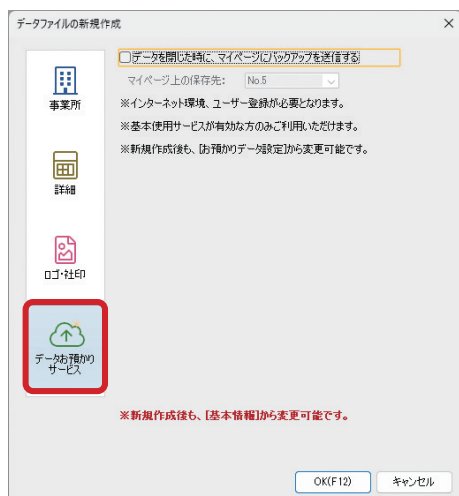 データファイルの新規作成
事業所
詳細
ロゴ・社印
データお預かり
サービス
データを閉じた時に、マイページにバックアップを送信する
マイページ上の保存先: No.5
※インターネット環境、ユーザー登録が必要となります。
※基本使用サービスが有効な方のみご利用いただけます。
※新規作成後も、[お預かりデータ設定]から変更可能です。
※新規作成後も、[基本情報]から変更可能です。
OK(F12) キャンセル